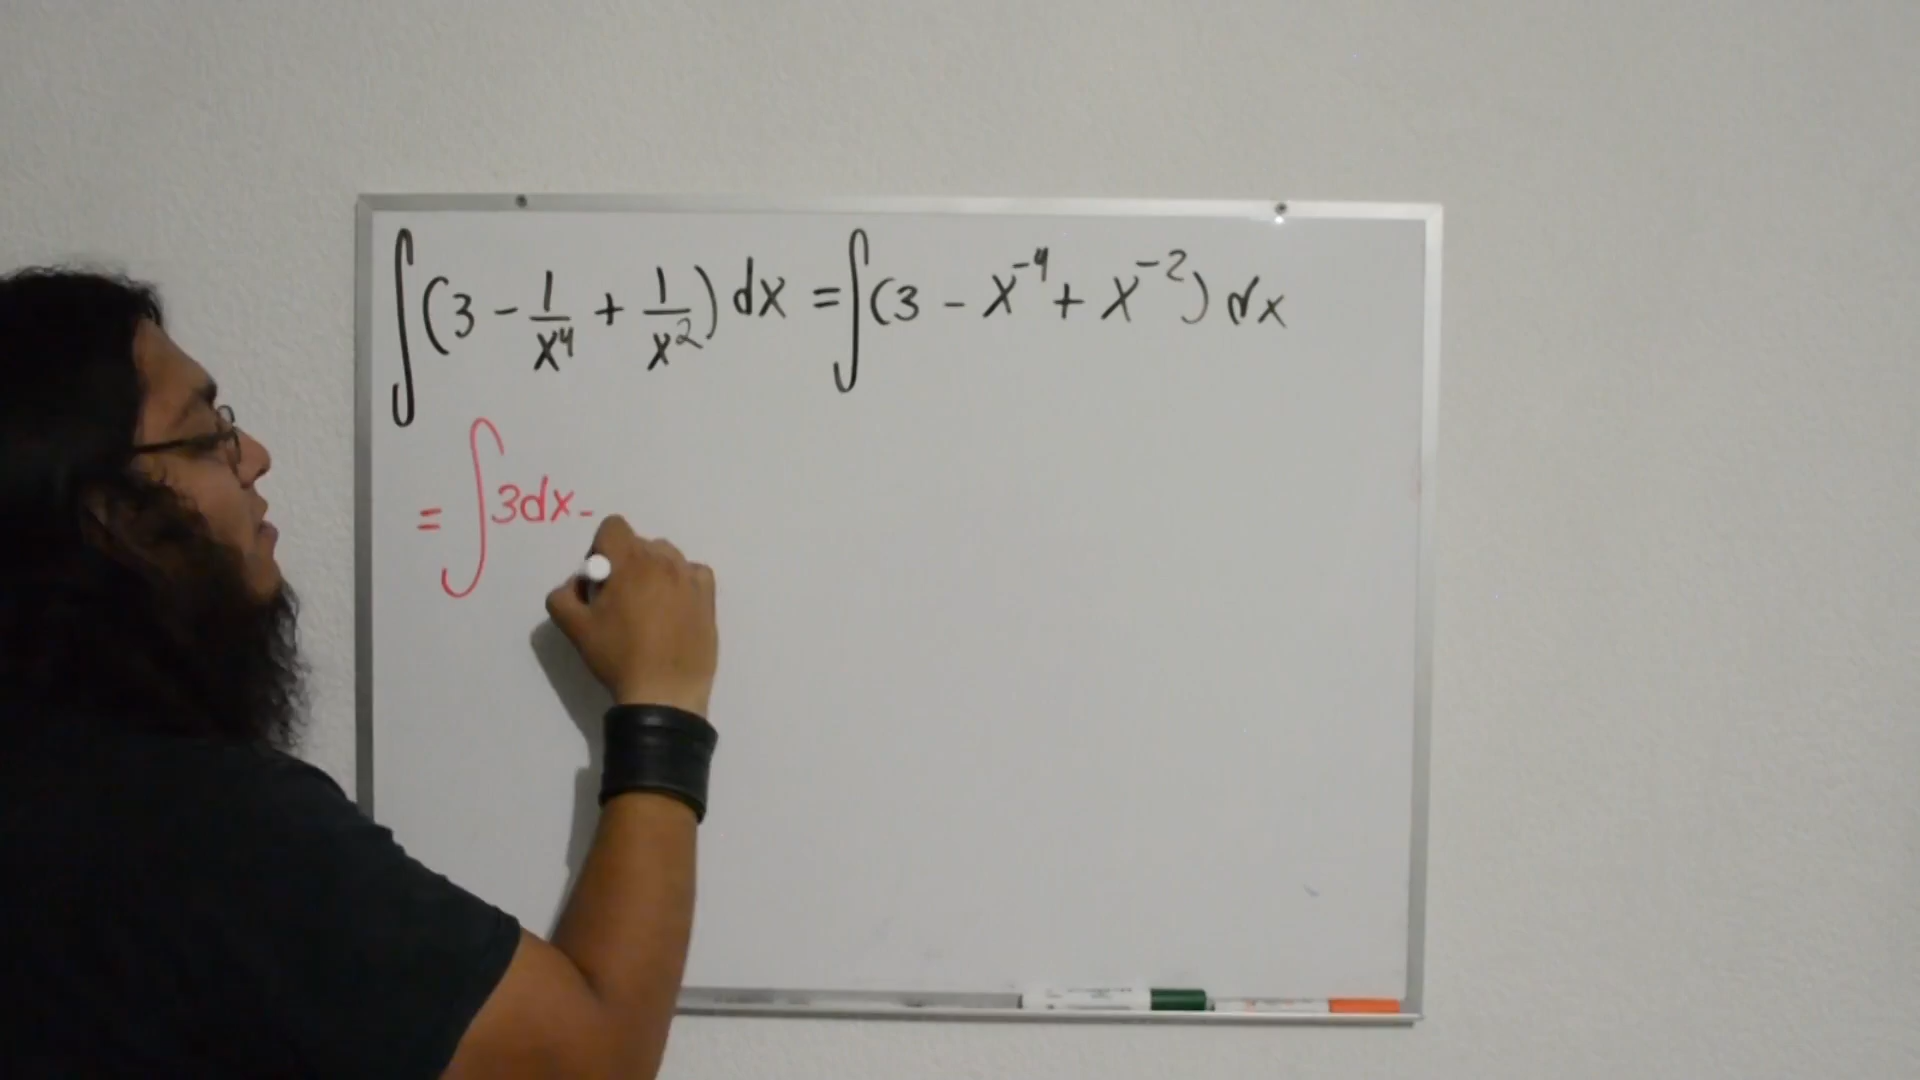 ∫(3 - 1/x⁴ + 1/x²) dx = ∫(3 - x⁻⁴ + x⁻²) dx
= ∫3dx -